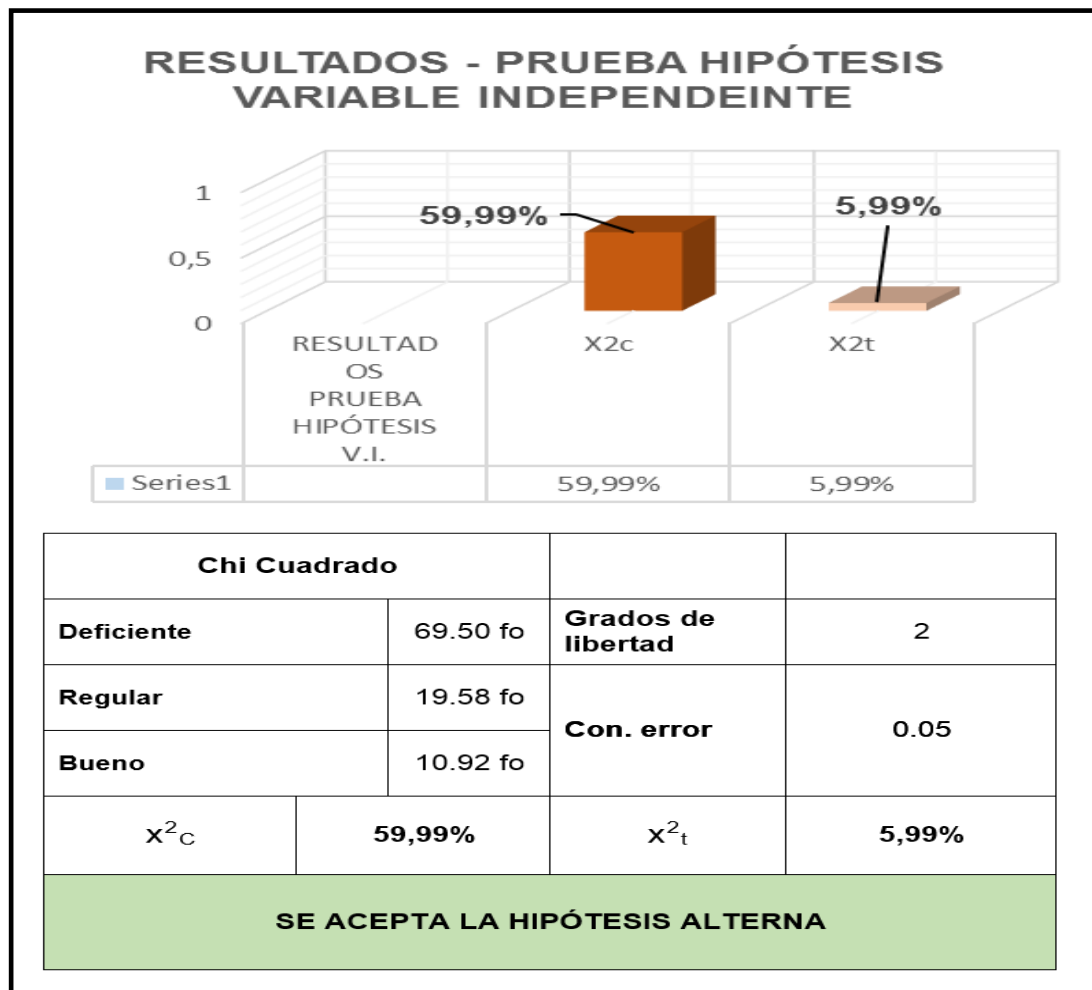 RESULTADOS - PRUEBA HIPÓTESIS
VARIABLE INDEPENDEINTE
1
0,5
0
59,99%
5,99%
RESULTAD
OS
PRUEBA
HIPÓTESIS
V.I.
X2c
X2t
Series1
59,99%
5,99%
Chi Cuadrado
Deficiente
69.50 fo
Grados de
libertad
2
Regular
19.58 fo
Con. error
0.05
Bueno
10.92 fo
x²C
59,99%
x²t
5,99%
SE ACEPTA LA HIPÓTESIS ALTERNA